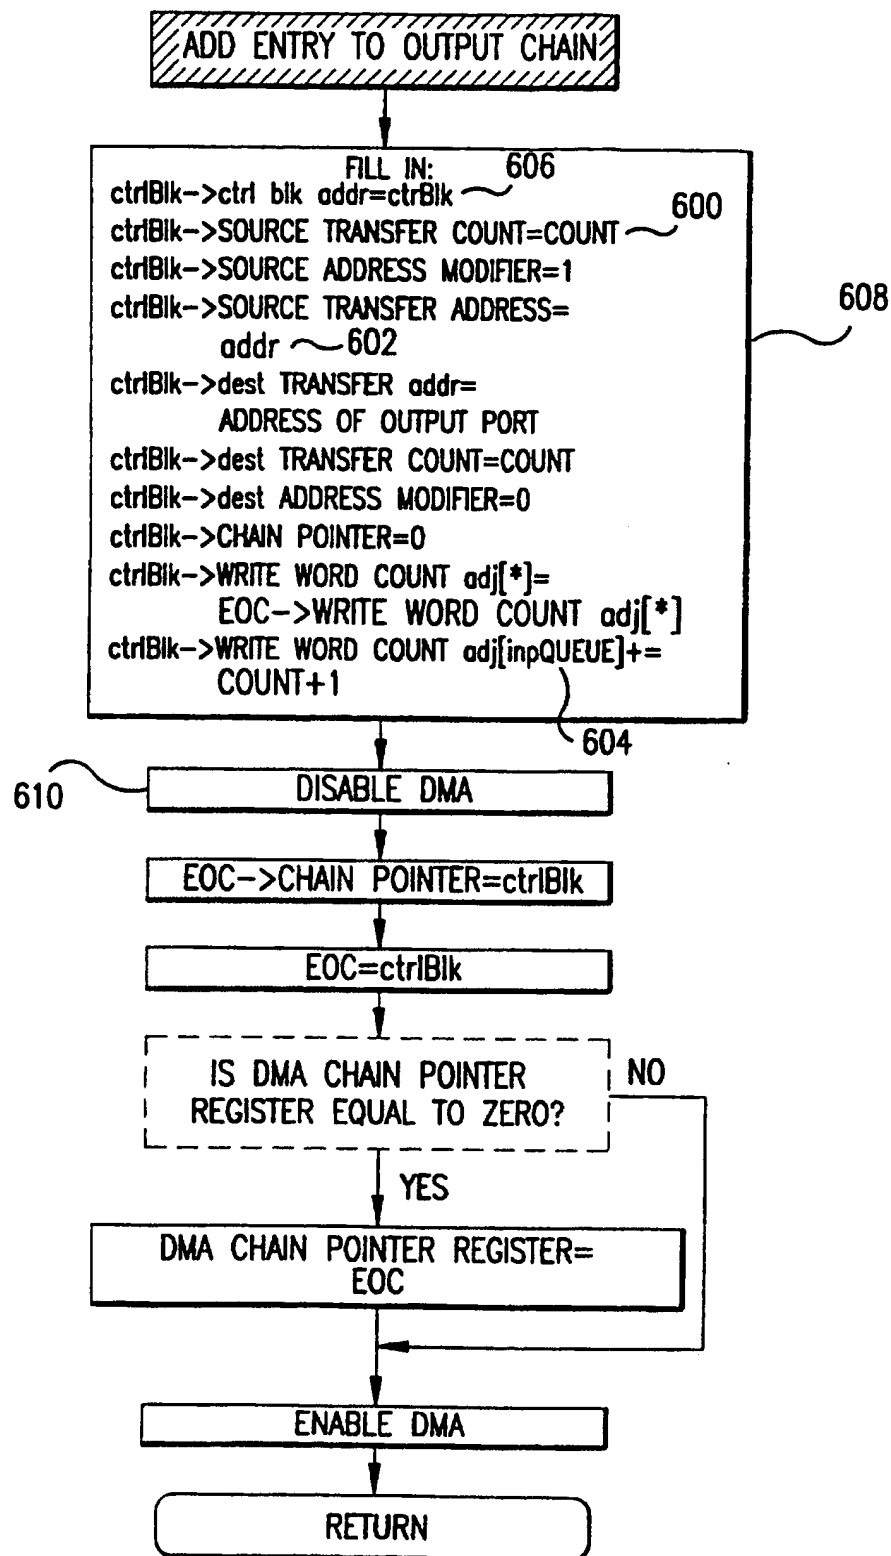 ADD ENTRY TO OUTPUT CHAIN
FILL IN:
606
ctrlBlk->ctrl blk addr=ctrBlk
600
ctrlBlk->SOURCE TRANSFER COUNT=COUNT
ctrlBlk->SOURCE ADDRESS MODIFIER=1
ctrlBlk->SOURCE TRANSFER ADDRESS=
addr 602
608
ctrlBlk->dest TRANSFER addr=
ADDRESS OF OUTPUT PORT
ctrlBlk->dest TRANSFER COUNT=COUNT
ctrlBlk->dest ADDRESS MODIFIER=0
ctrlBlk->CHAIN POINTER=0
ctrlBlk->WRITE WORD COUNT adj[*]=
EOC->WRITE WORD COUNT adj[*]
ctrlBlk->WRITE WORD COUNT adj[inpQUEUE]+=
COUNT+1
604
610
DISABLE DMA
EOC->CHAIN POINTER=ctrlBlk
EOC=ctrlBlk
IS DMA CHAIN POINTER
REGISTER EQUAL TO ZERO?
NO
YES
DMA CHAIN POINTER REGISTER=
EOC
ENABLE DMA
RETURN